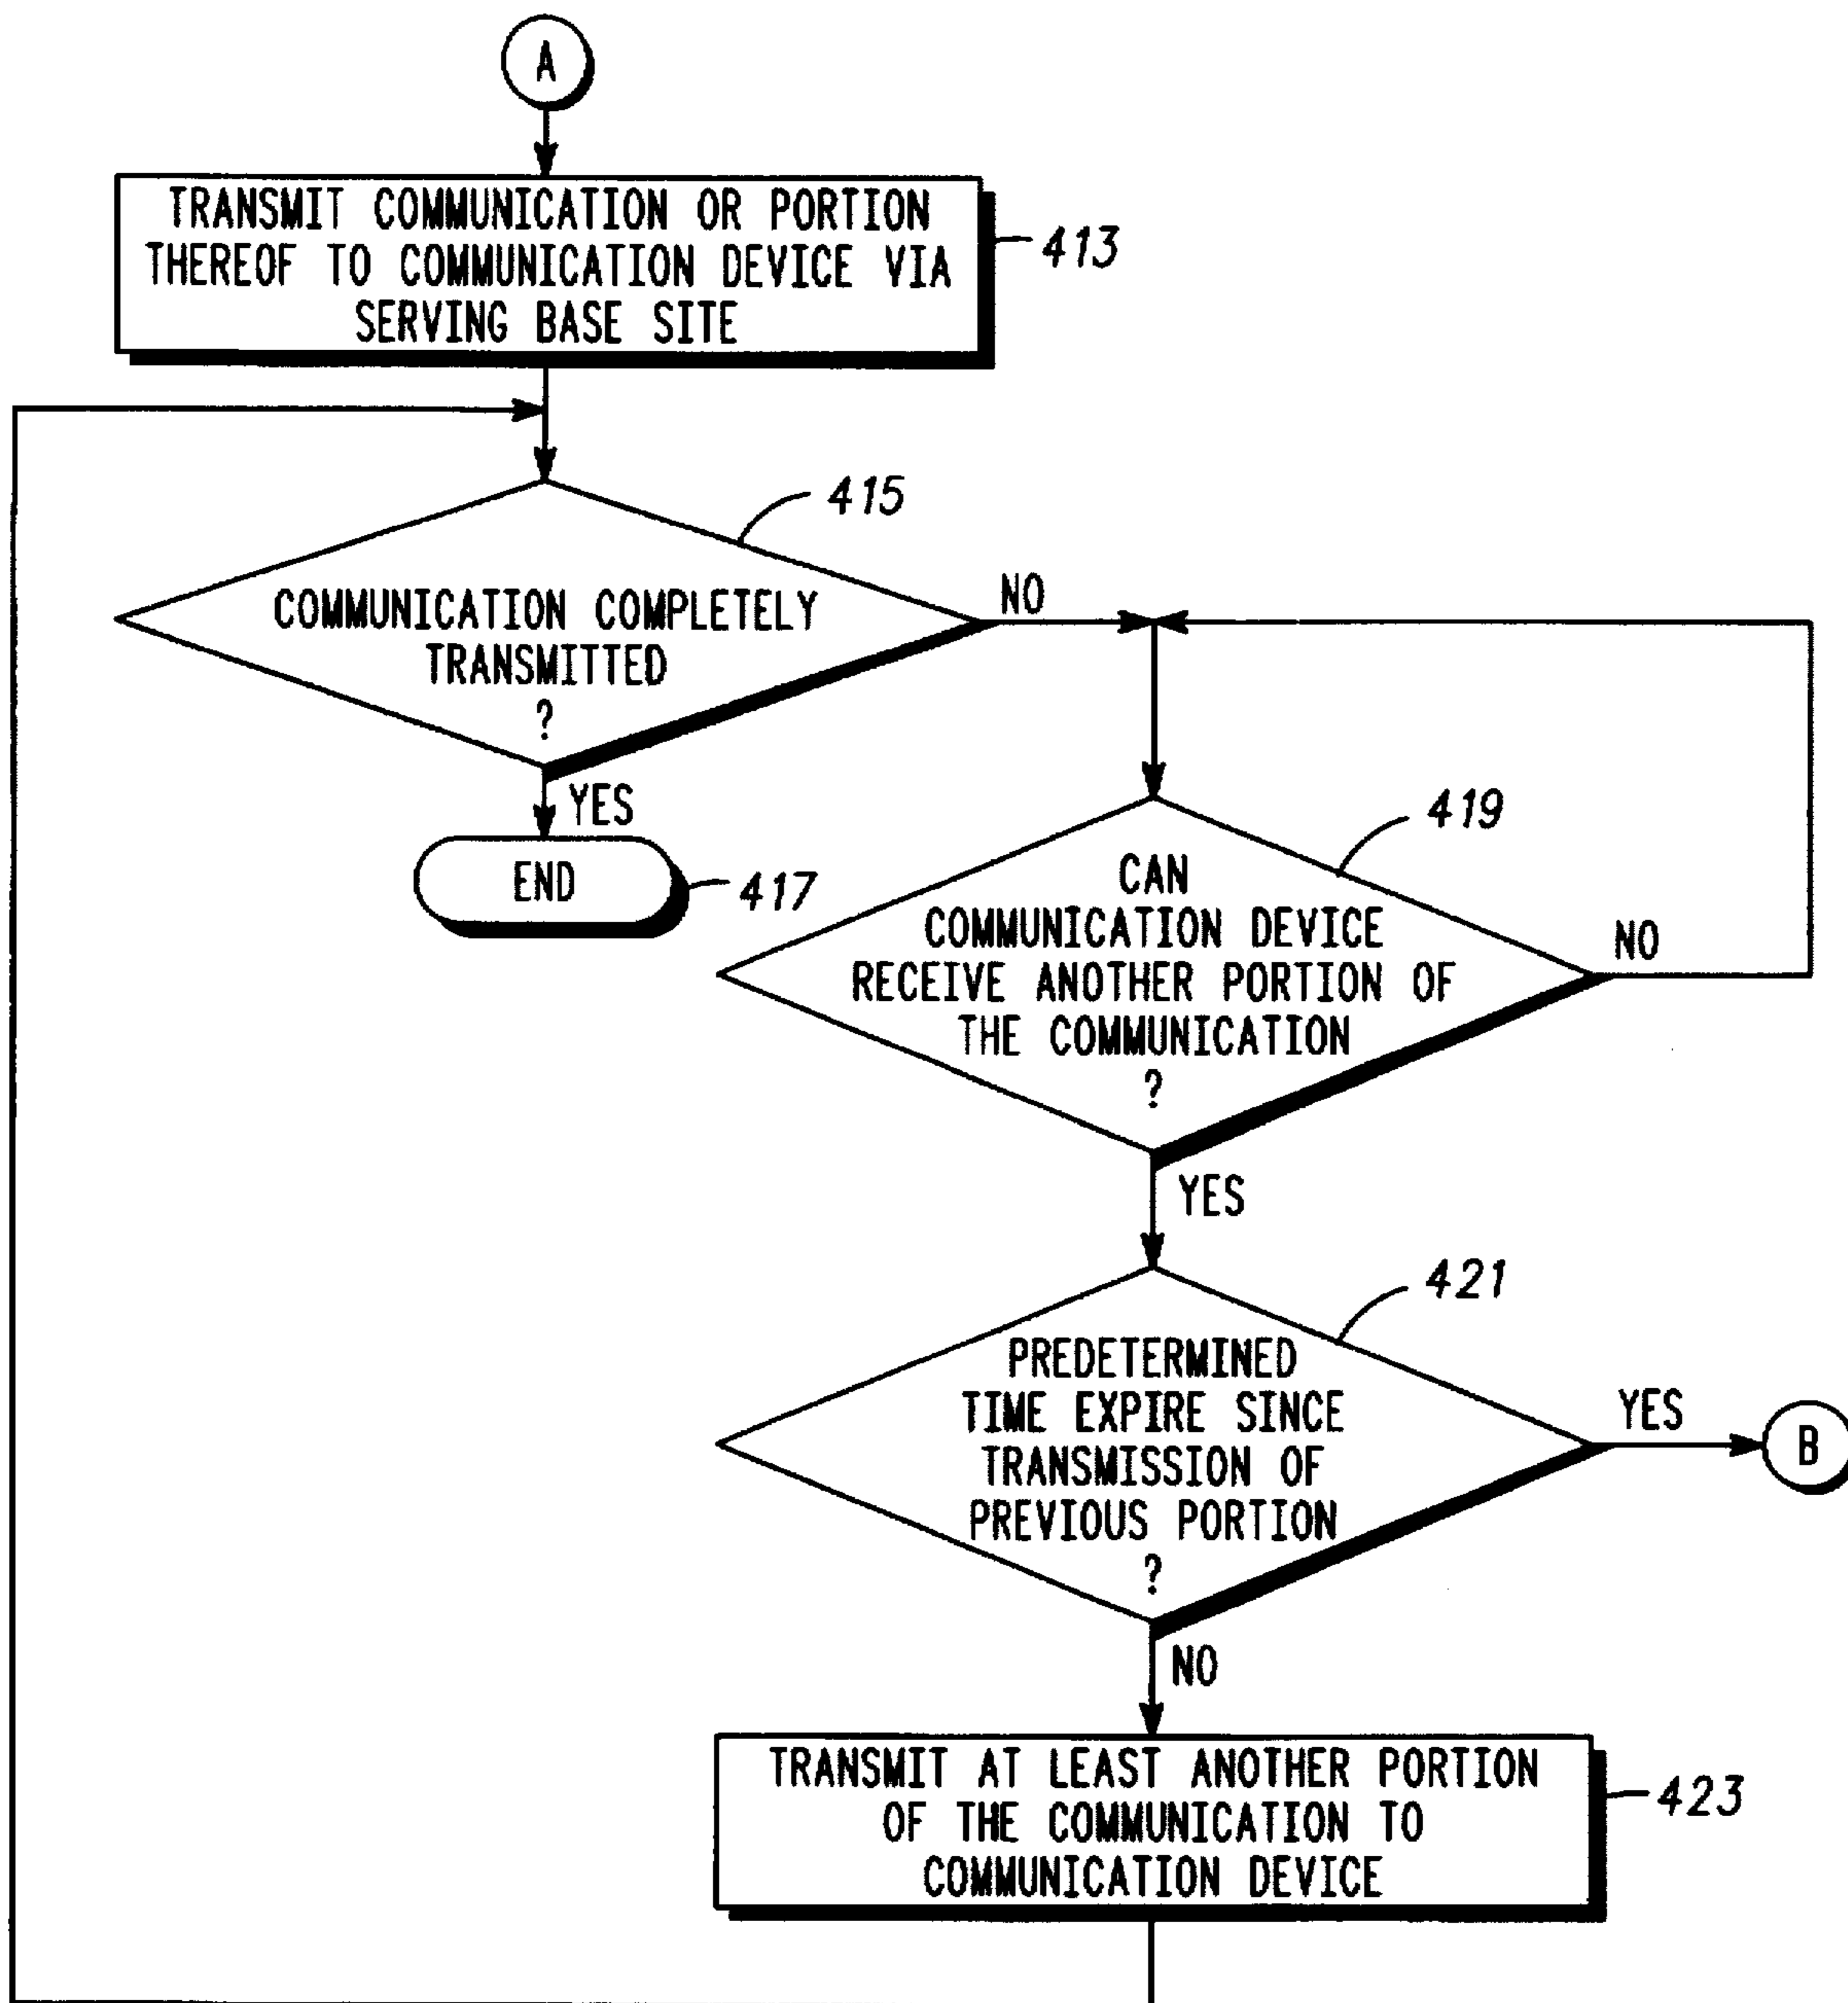 A
TRANSMIT COMMUNICATION OR PORTION
THEREOF TO COMMUNICATION DEVICE VIA
SERVING BASE SITE
413
415
COMMUNICATION COMPLETELY
TRANSMITTED
?
NO
YES
END
417
419
CAN
COMMUNICATION DEVICE
RECEIVE ANOTHER PORTION OF
THE COMMUNICATION
?
NO
YES
421
PREDETERMINED
TIME EXPIRE SINCE
TRANSMISSION OF
PREVIOUS PORTION
?
YES
B
NO
TRANSMIT AT LEAST ANOTHER PORTION
OF THE COMMUNICATION TO
COMMUNICATION DEVICE
423